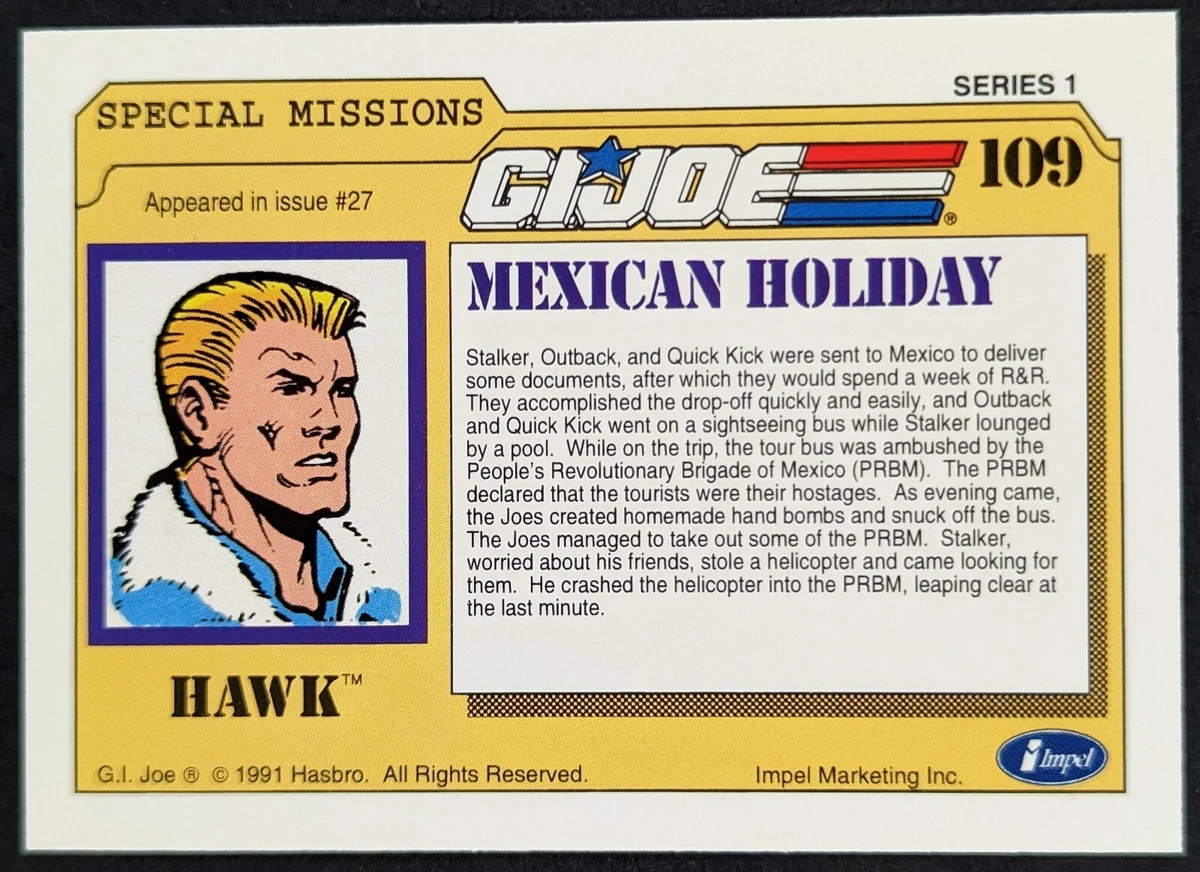 SERIES 1
SPECIAL MISSIONS
G.I. JOE ®
109
Appeared in issue #27
MEXICAN HOLIDAY
Stalker, Outback, and Quick Kick were sent to Mexico to deliver
some documents, after which they would spend a week of R&R.
They accomplished the drop-off quickly and easily, and Outback
and Quick Kick went on a sightseeing bus while Stalker lounged
by a pool. While on the trip, the tour bus was ambushed by the
People's Revolutionary Brigade of Mexico (PRBM). The PRBM
declared that the tourists were their hostages. As evening came,
the Joes created homemade hand bombs and snuck off the bus.
The Joes managed to take out some of the PRBM. Stalker,
worried about his friends, stole a helicopter and came looking for
them. He crashed the helicopter into the PRBM, leaping clear at
the last minute.
HAWK™
G.I. Joe ® © 1991 Hasbro. All Rights Reserved.
Impel Marketing Inc.
Impel